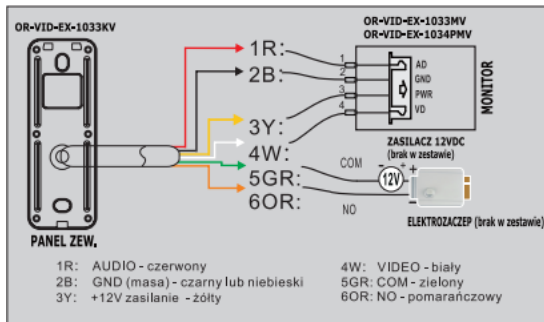 OR-VID-EX-1033KV
OR-VID-EX-1033MV
OR-VID-EX-1034PMV
1R:
2B:
3Y:
4W:
5GR:
6OR:
1
2
3
4
AD
GND
PWR
VD
MONITOR
ZASILACZ 12VDC
(brak w zestawie)
COM
NO
- +
12V
+
-
ELEKTROZACZEP (brak w zestawie)
PANEL ZEW.
1R: AUDIO - czerwony
2B: GND (masa) - czarny lub niebieski
3Y: +12V zasilanie - żółty
4W: VIDEO - biały
5GR: COM - zielony
6OR: NO - pomarańczowy